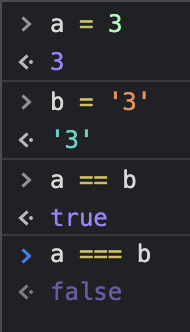 > a = 3
<· 3
> b = '3'
<· '3'
> a == b
<· true
> a === b
<· false